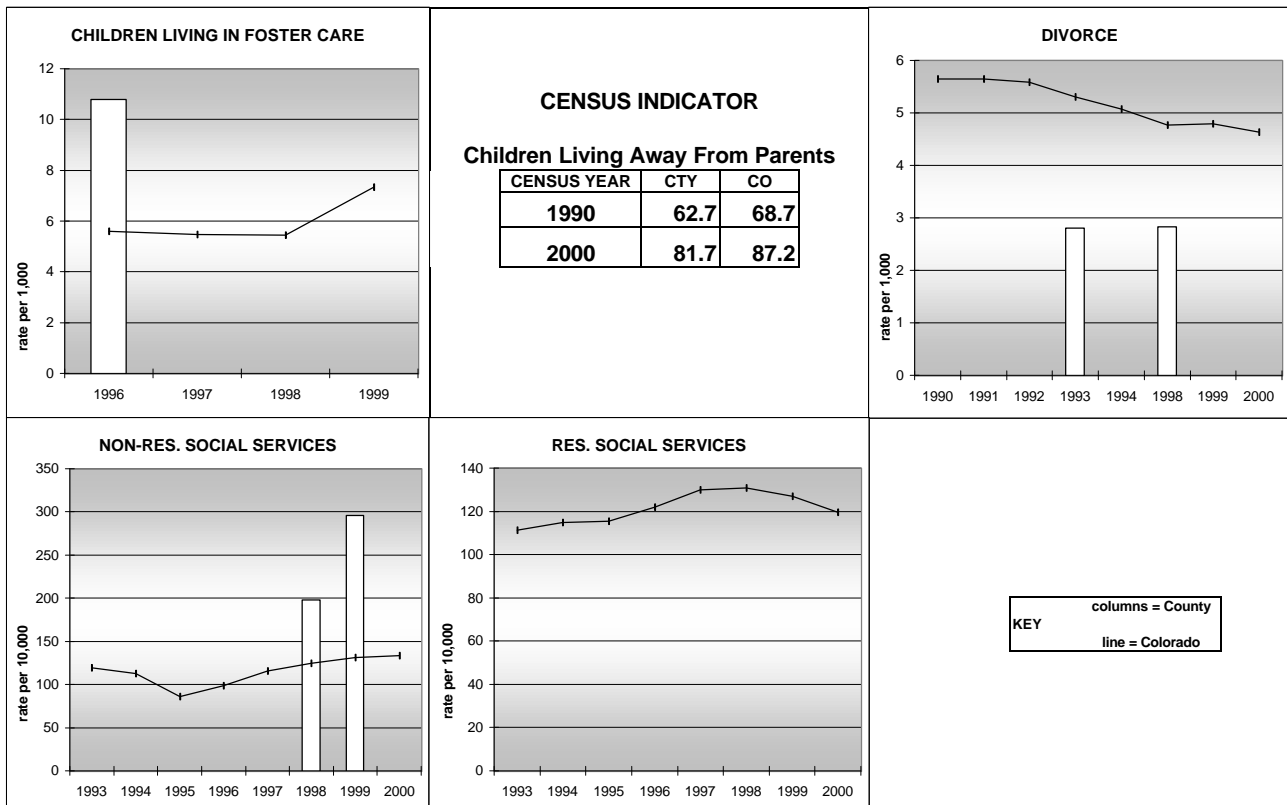 CHILDREN LIVING IN FOSTER CARE
12
10
8
6
4
2
0
rate per 1,000
1996 1997 1998 1999
CENSUS INDICATOR
Children Living Away From Parents
CENSUS YEAR CTY CO
1990 62.7 68.7
2000 81.7 87.2
DIVORCE
6
5
4
3
2
1
0
rate per 1,000
1990 1991 1992 1993 1994 1998 1999 2000
NON-RES. SOCIAL SERVICES
350
300
250
200
150
100
50
0
rate per 10,000
1993 1994 1995 1996 1997 1998 1999 2000
RES. SOCIAL SERVICES
140
120
100
80
60
40
20
0
rate per 10,000
1993 1994 1995 1996 1997 1998 1999 2000
columns = County
KEY
line = Colorado